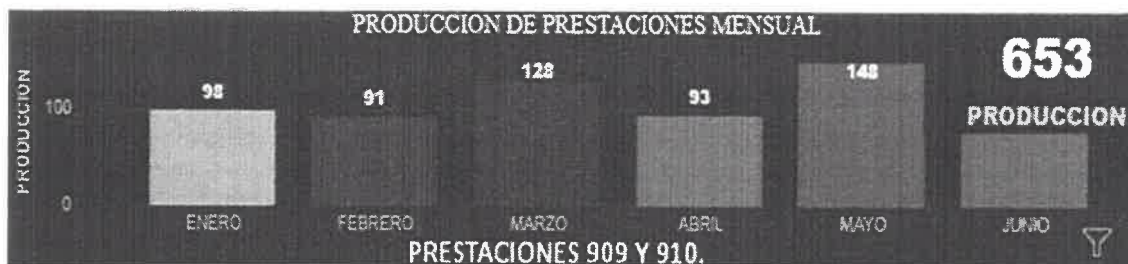 PRODUCCION DE PRESTACIONES MENSUAL
653
PRODUCCION
PRODUCCION
100
0
98
91
128
93
148
ENERO
FEBRERO
MARZO
ABRIL
MAYO
JUNIO
PRESTACIONES 909 Y 910.